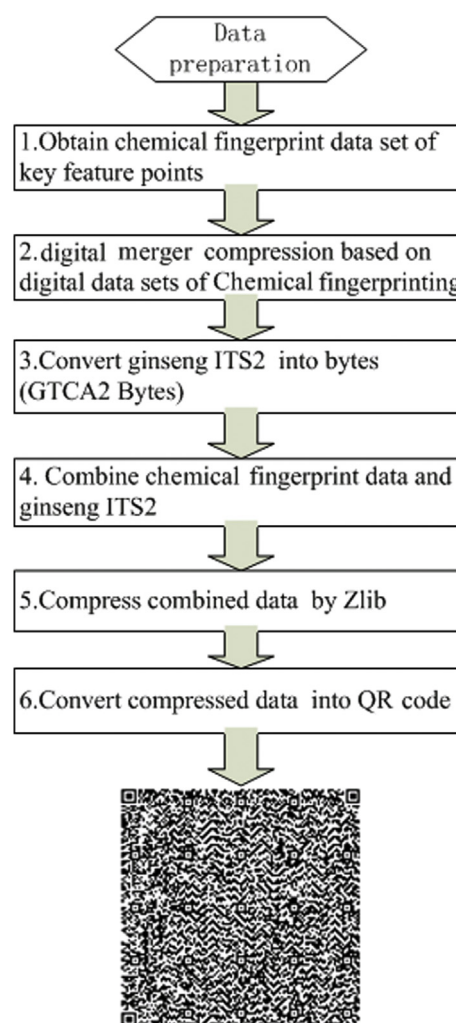 Data
preparation
1.Obtain chemical fingerprint data set of
key feature points
2.digital merger compression based on
digital data sets of Chemical fingerprinting
3.Convert ginseng ITS2 into bytes
(GTCA2 Bytes)
4. Combine chemical fingerprint data and
ginseng ITS2
5.Compress combined data by Zlib
6.Convert compressed data into QR code